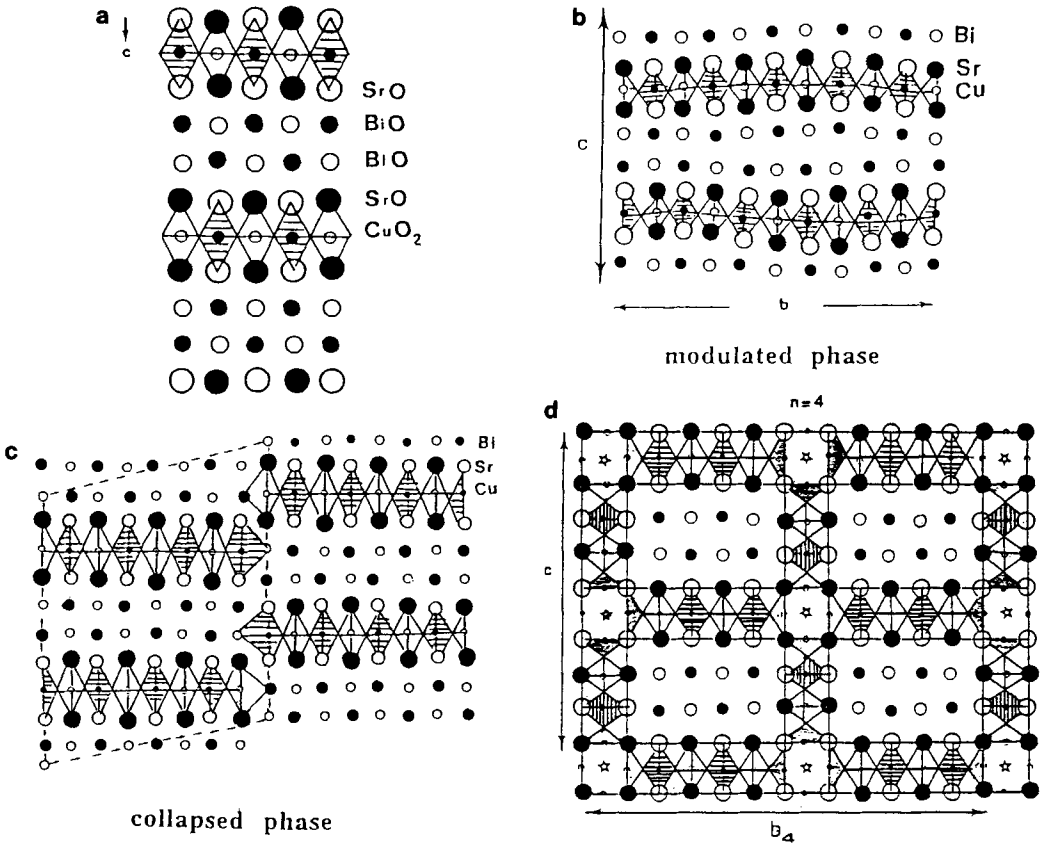 a
c
SrO
BiO
BiO
SrO
CuO₂
b
c
Bi
Sr
Cu
b
modulated phase
c
Bi
Sr
Cu
collapsed phase
d
n=4
c
b₄